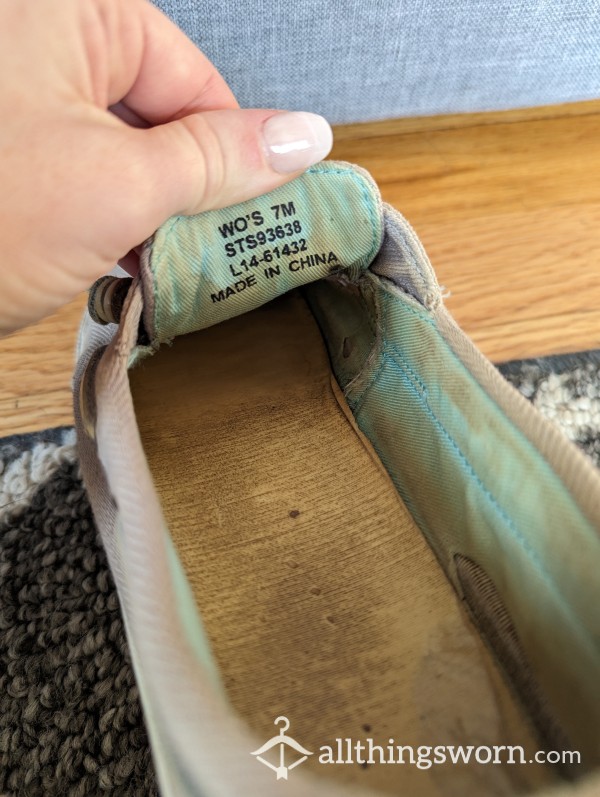 WO'S 7M
STS93638
L14-61432
MADE IN CHINA
allthingsworn.com